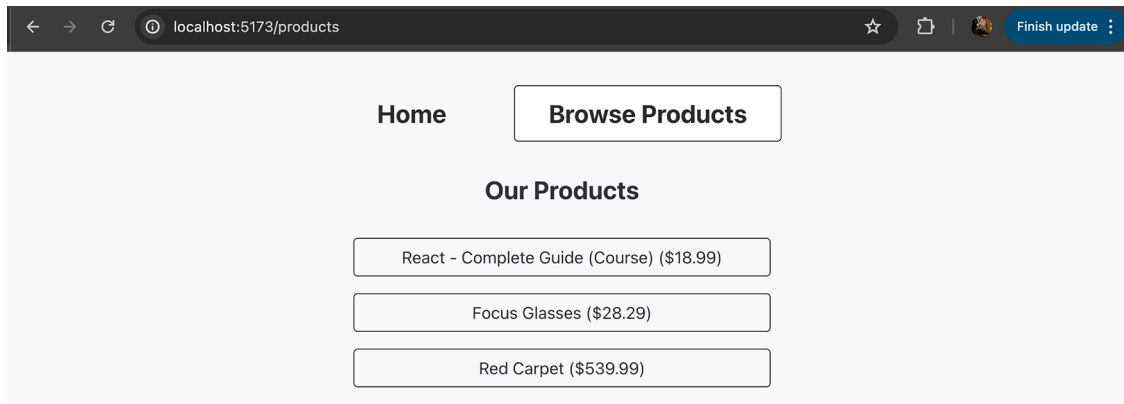 localhost:5173/products
Finish update
Home
Browse Products
Our Products
React - Complete Guide (Course) ($18.99)
Focus Glasses ($28.29)
Red Carpet ($539.99)